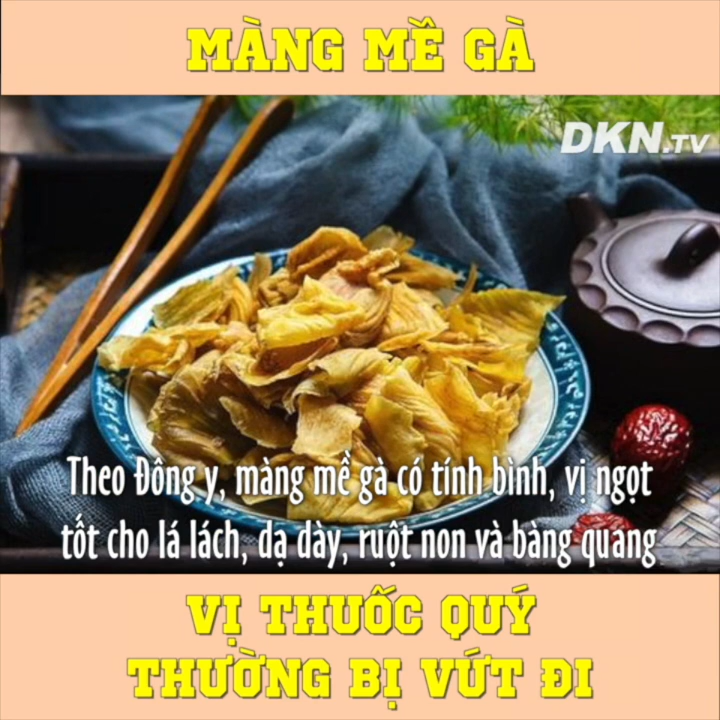 MÀNG MỀ GÀ
DKN.TV
Theo Đông y, màng mề gà có tính bình, vị ngọt
tốt cho lá lách, dạ dày, ruột non và bàng quang
VỊ THUỐC QUÝ
THƯỜNG BỊ VỨT ĐI